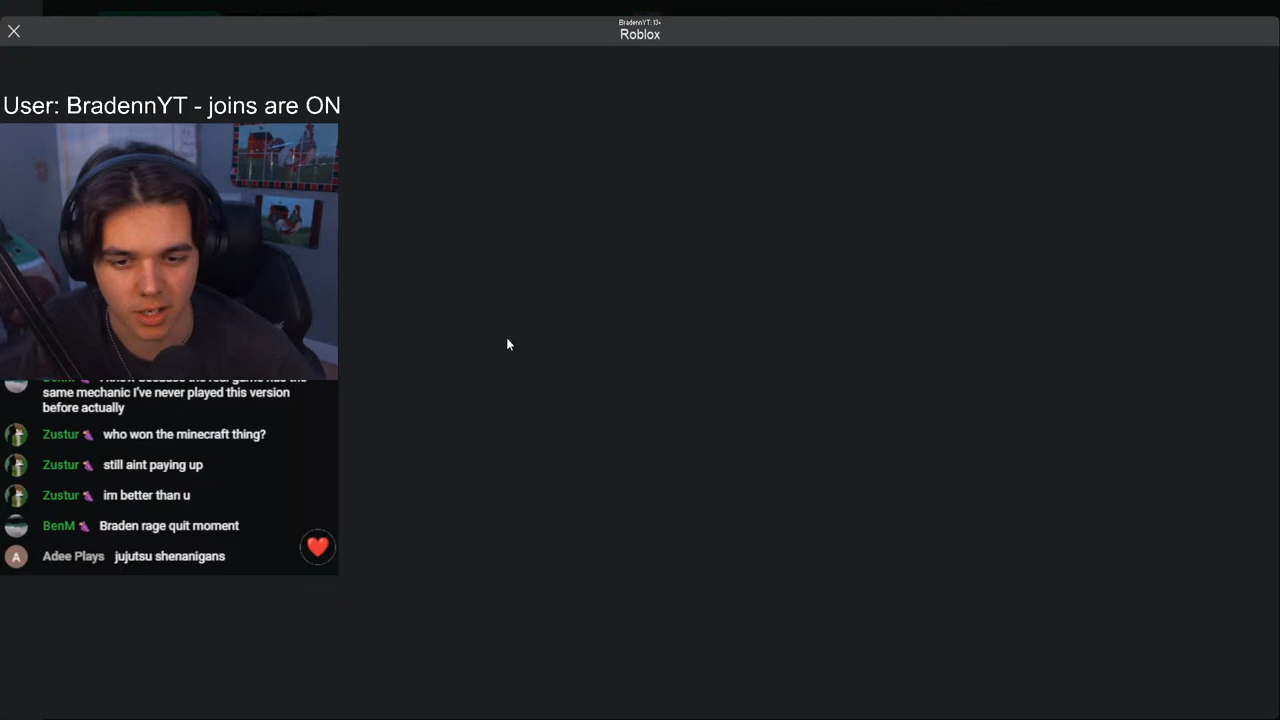 BradennYT: 13+
Roblox
User: BradennYT - joins are ON
same mechanic I've never played this version
before actually
Zustur who won the minecraft thing?
Zustur still aint paying up
Zustur im better than u
BenM Braden rage quit moment
A Adee Plays jujutsu shenanigans